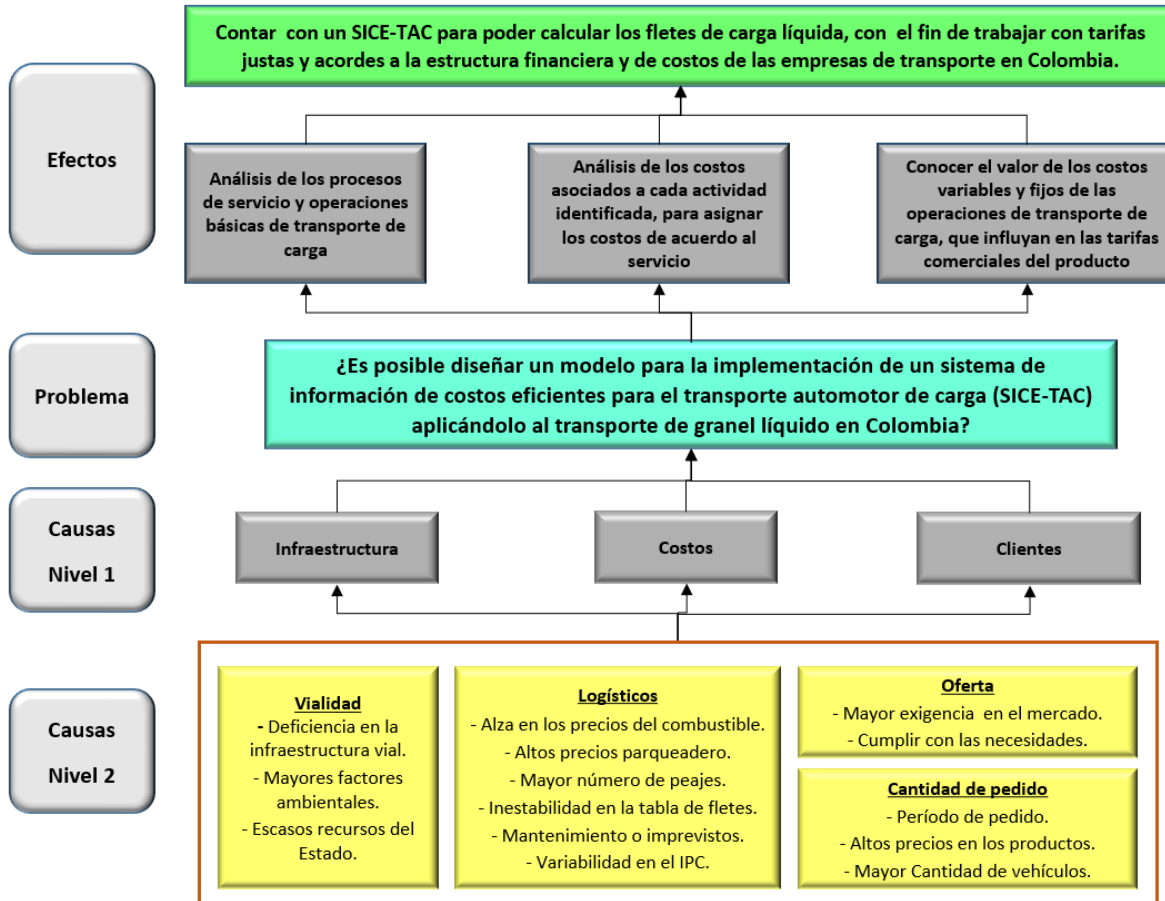 Contar con un SICE-TAC para poder calcular los fletes de carga líquida, con el fin de trabajar con tarifas
justas y acordes a la estructura financiera y de costos de las empresas de transporte en Colombia.
Efectos
Análisis de los procesos
de servicio y operaciones
básicas de transporte de
carga
Análisis de los costos
asociados a cada actividad
identificada, para asignar
los costos de acuerdo al
servicio
Conocer el valor de los costos
variables y fijos de las
operaciones de transporte de
carga, que influyan en las tarifas
comerciales del producto
Problema
¿Es posible diseñar un modelo para la implementación de un sistema de
información de costos eficientes para el transporte automotor de carga (SICE-TAC)
aplicándolo al transporte de granel líquido en Colombia?
Causas
Nivel 1
Infraestructura
Costos
Clientes
Causas
Nivel 2
Vialidad
- Deficiencia en la
infraestructura vial.
- Mayores factores
ambientales.
- Escasos recursos del
Estado.
Logísticos
- Alza en los precios del combustible.
- Altos precios parqueadero.
- Mayor número de peajes.
- Inestabilidad en la tabla de fletes.
- Mantenimiento o imprevistos.
- Variabilidad en el IPC.
Oferta
- Mayor exigencia en el mercado.
- Cumplir con las necesidades.
Cantidad de pedido
- Período de pedido.
- Altos precios en los productos.
- Mayor Cantidad de vehículos.